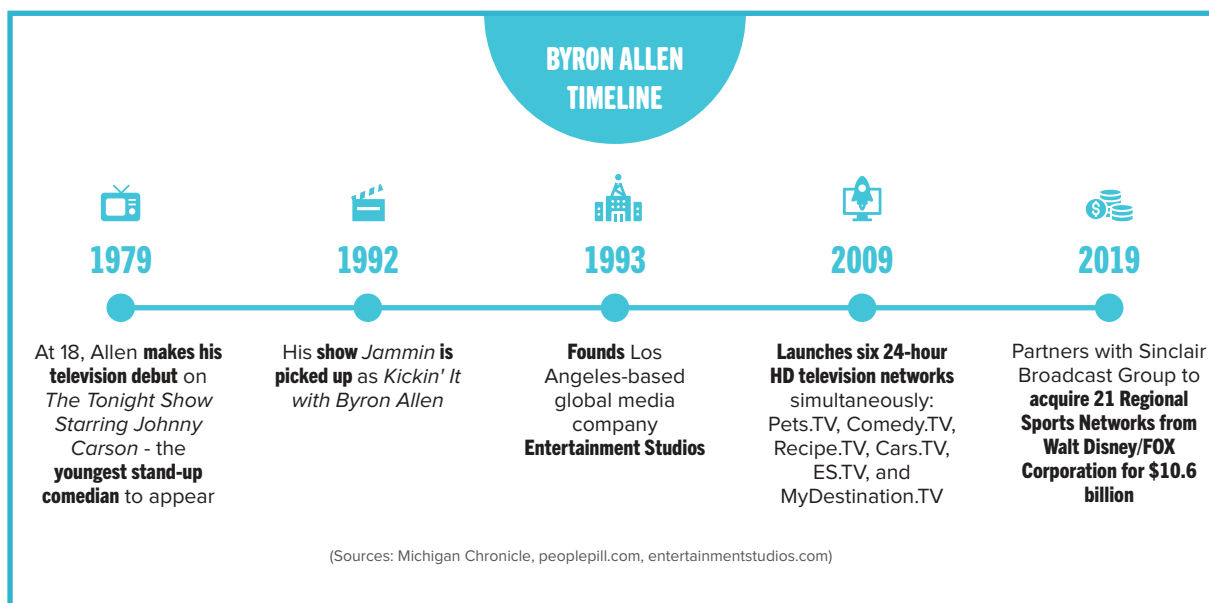 BYRON ALLEN
TIMELINE
1979
At 18, Allen makes his
television debut on
The Tonight Show
Starring Johnny
Carson - the
youngest stand-up
comedian to appear
1992
His show Jammin is
picked up as Kickin' It
with Byron Allen
1993
Founds Los
Angeles-based
global media
company
Entertainment Studios
2009
Launches six 24-hour
HD television networks
simultaneously:
Pets.TV, Comedy.TV,
Recipe.TV, Cars.TV,
ES.TV, and
MyDestination.TV
2019
Partners with Sinclair
Broadcast Group to
acquire 21 Regional
Sports Networks from
Walt Disney/FOX
Corporation for $10.6
billion
(Sources: Michigan Chronicle, peoplepill.com, entertainmentstudios.com)